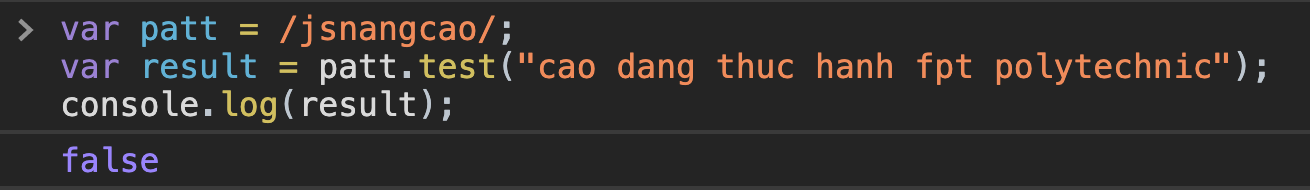 > var patt = /jsnangcao/;
var result = patt.test("cao dang thuc hanh fpt polytechnic");
console.log(result);
false